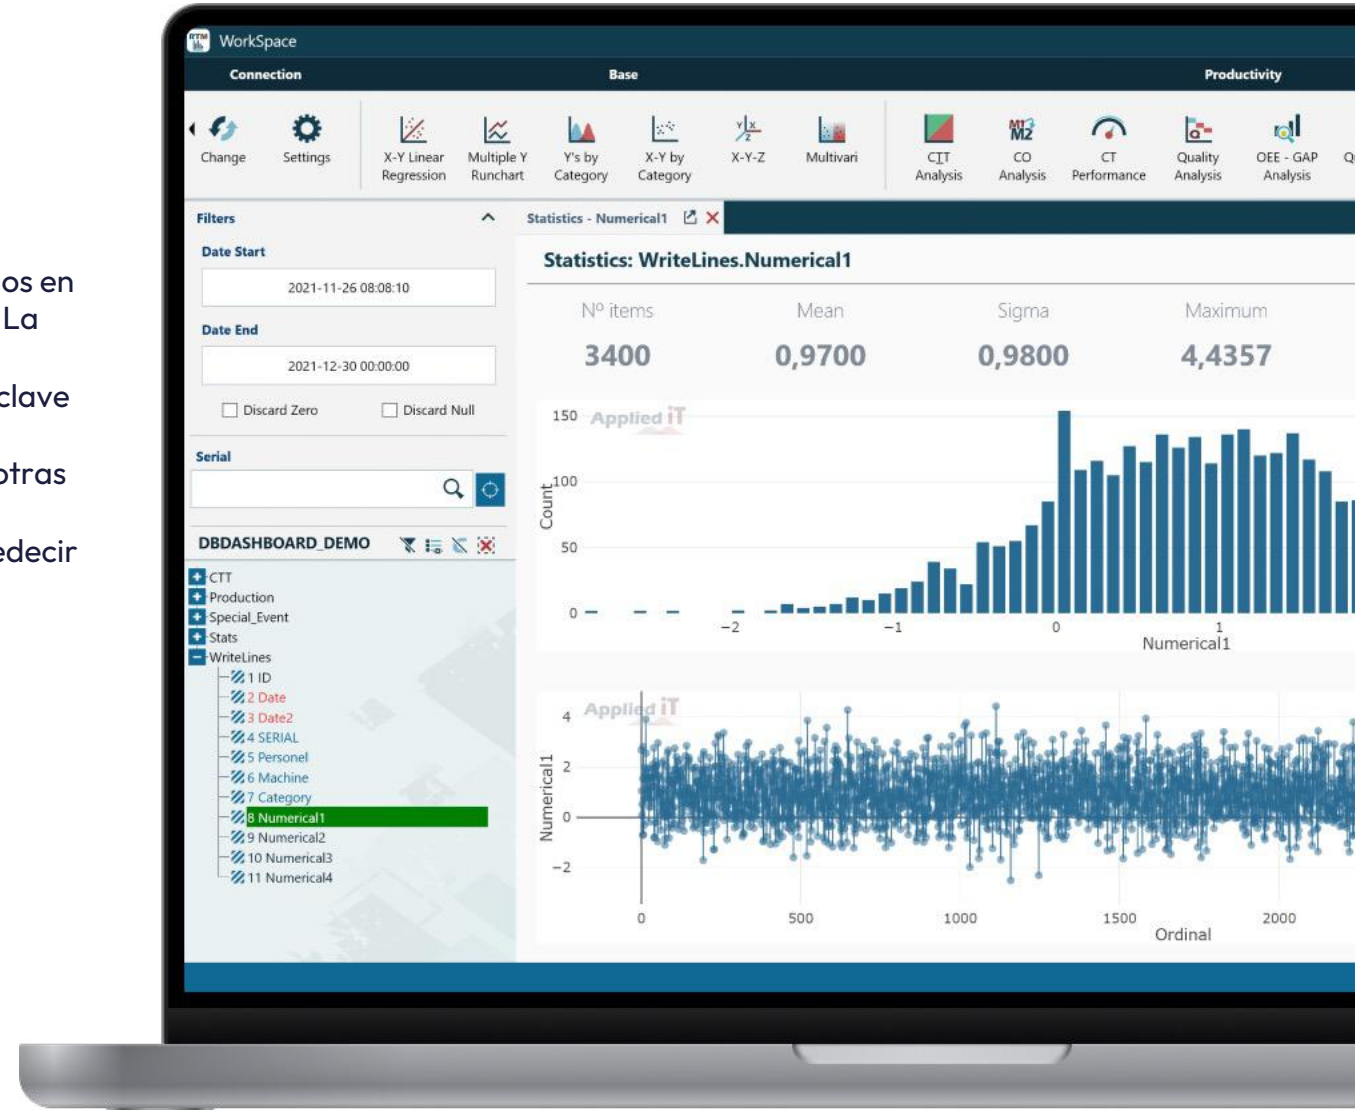 os en
La
clave
otras
edecir
RTM
WorkSpace
Connection
Base
Productivity
Change
Settings
X-Y Linear
Regression
Multiple Y
Runchart
Y's by
Category
X-Y by
Category
X-Y-Z
Multivari
CTT
Analysis
M1
M2
CO
Analysis
CT
Performance
Quality
Analysis
OEE - GAP
Analysis
Filters
Date Start
2021-11-26 08:08:10
Date End
2021-12-30 00:00:00
Discard Zero
Discard Null
Serial
DBDASHBOARD_DEMO
CTT
Production
Special_Event
Stats
WriteLines
1 ID
2 Date
3 Date2
4 SERIAL
5 Personel
6 Machine
7 Category
8 Numerical1
9 Numerical2
10 Numerical3
11 Numerical4
Statistics - Numerical1
Statistics: WriteLines.Numerical1
Nº items Mean Sigma Maximum
3400 0,9700 0,9800 4,4357
Applied iT
150
100
50
0
Count
−2 −1 0 1
Numerical1
Applied iT
4
2
0
−2
Numerical1
0 500 1000 1500 2000
Ordinal